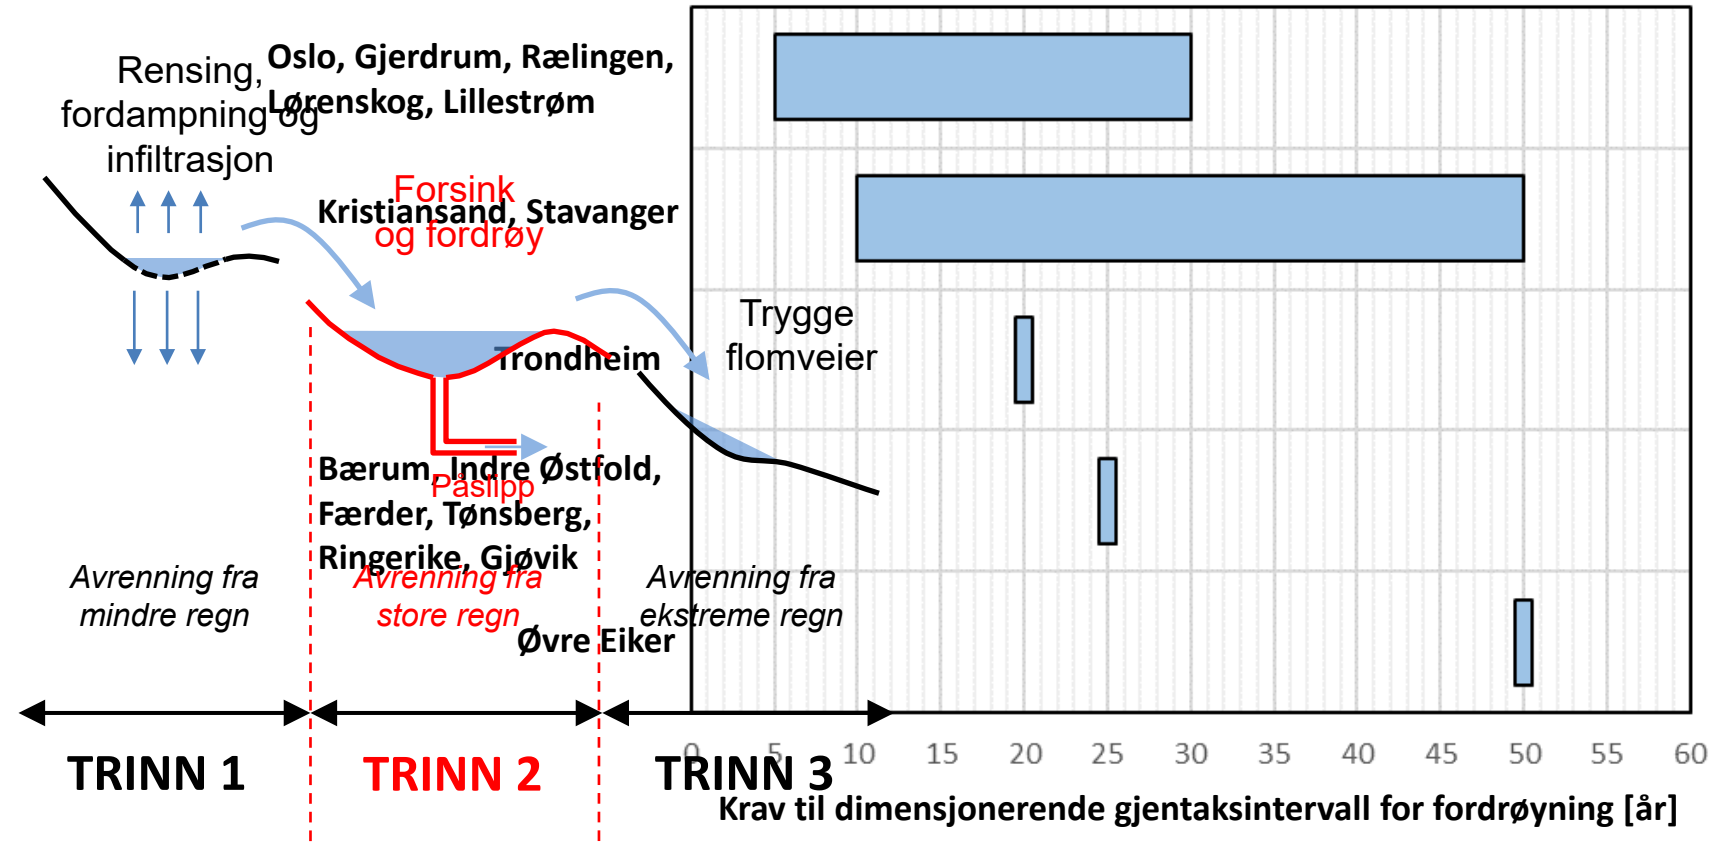 Rensing,
fordampning og
infiltrasjon
Oslo, Gjerdrum, Rælingen,
Lørenskog, Lillestrøm
Forsink
og fordrøy
Kristiansand, Stavanger
Trygge
flomveier
Trondheim
Påslipp
Bærum, Indre Østfold,
Færder, Tønsberg,
Ringerike, Gjøvik
Avrenning fra
mindre regn
Avrenning fra
store regn
Avrenning fra
ekstreme regn
Øvre Eiker
TRINN 1
TRINN 2
TRINN 3
0 5 10 15 20 25 30 35 40 45 50 55 60
Krav til dimensjonerende gjentaksintervall for fordrøyning [år]